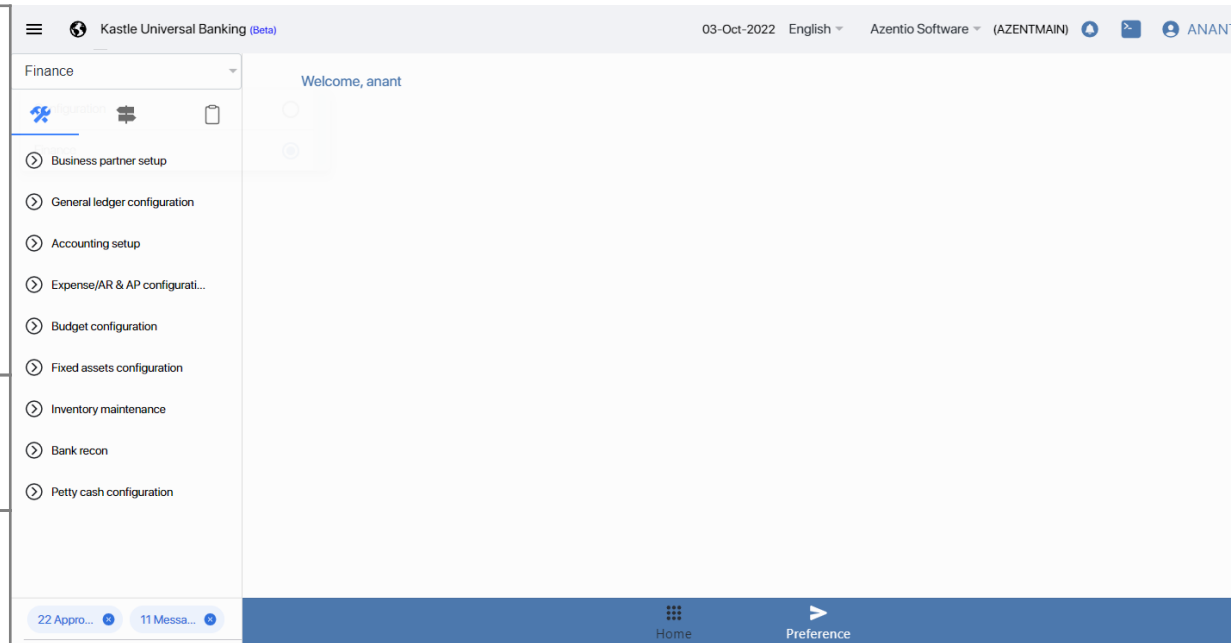 Kastle Universal Banking (Beta)
03-Oct-2022 English Azentio Software (AZENTMAIN) ANANT
Finance
Welcome, anant
Business partner setup
General ledger configuration
Accounting setup
Expense/AR & AP configurati...
Budget configuration
Fixed assets configuration
Inventory maintenance
Bank recon
Petty cash configuration
22 Appro... 11 Messa...
Home Preference